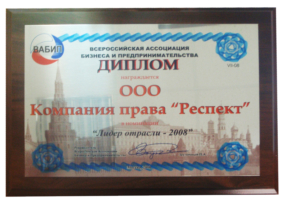 ВАБИП
ВСЕРОССИЙСКАЯ АССОЦИАЦИЯ
БИЗНЕСА И ПРЕДПРИНИМАТЕЛЬСТВА
ДИПЛОМ
награждается
ООО
Компания права "Респект"
в номинации
"Лидер отрасли - 2008"